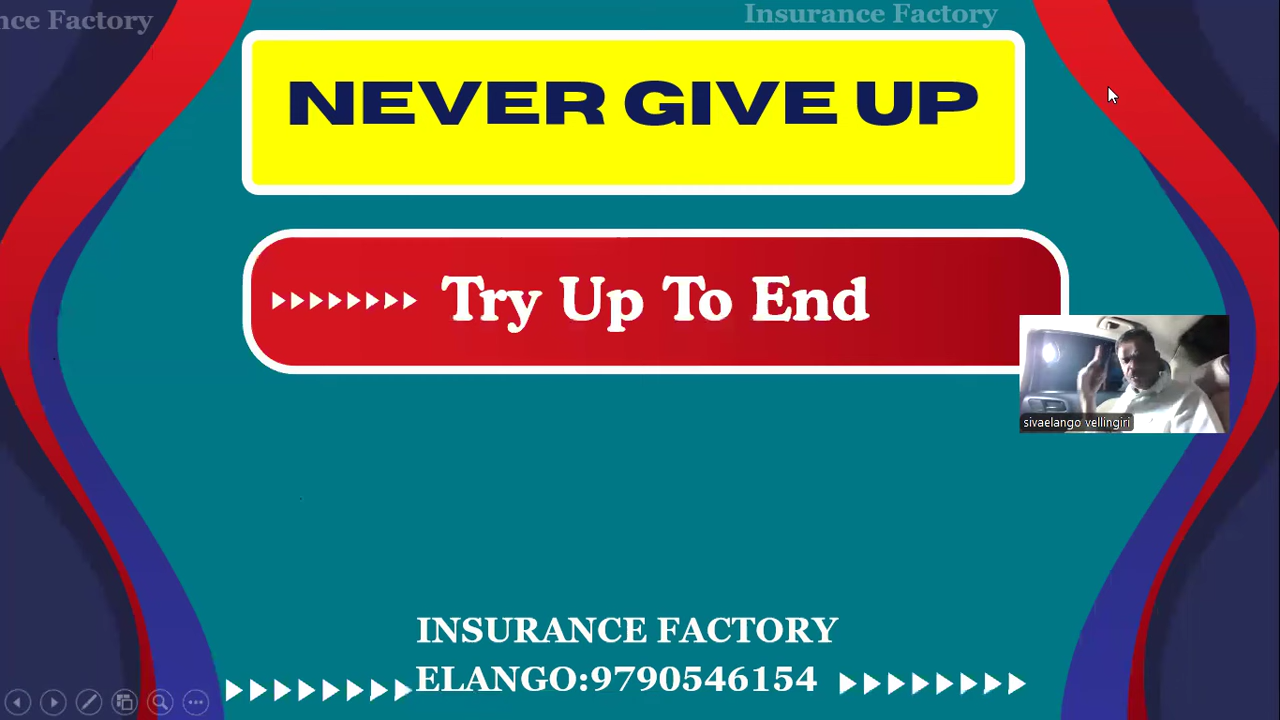 nce Factory
Insurance Factory
NEVER GIVE UP
Try Up To End
sivaelango vellingiri
INSURANCE FACTORY
ELANGO:9790546154